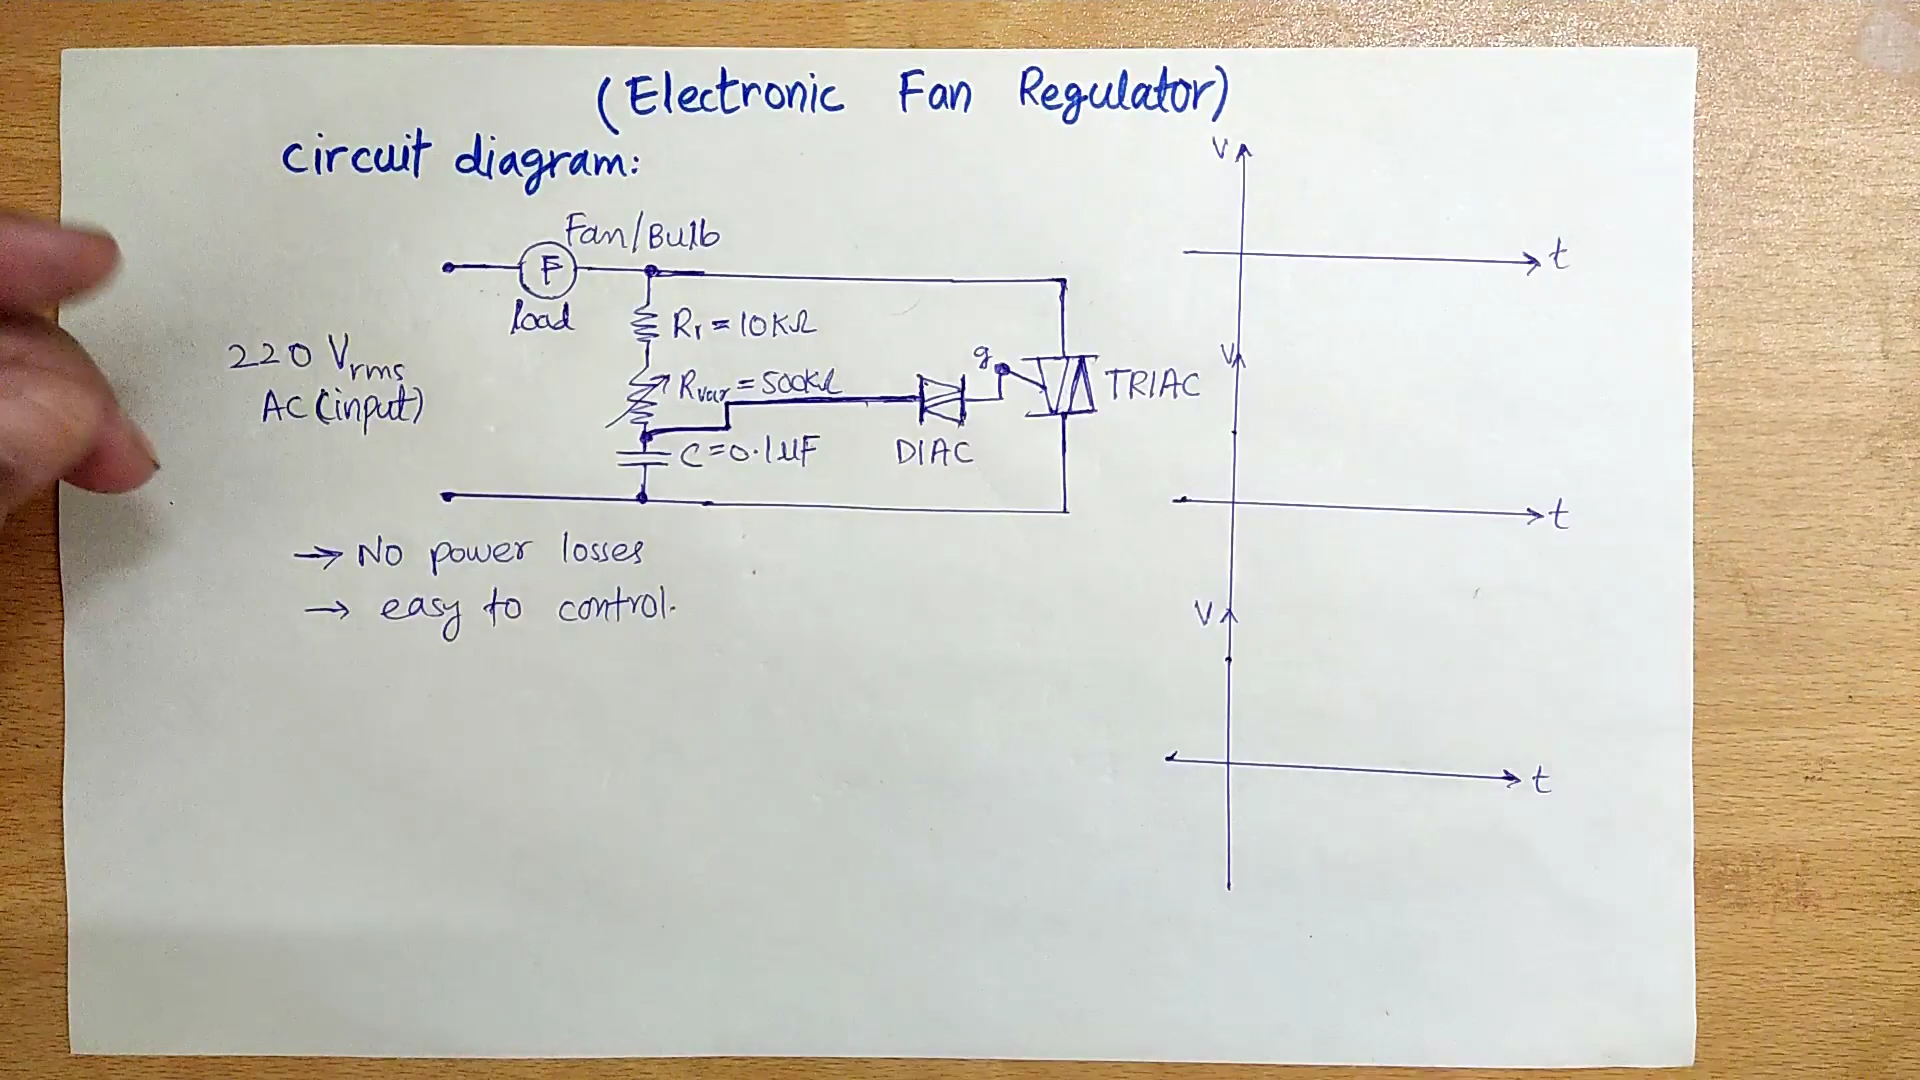 (Electronic Fan Regulator)
circuit diagram:
Fan/Bulb
F
load
R1 = 10KΩ
220 Vrms
AC (input)
Rvar = 500KΩ
g
TRIAC
C=0.1µF
DIAC
→ No power losses
→ easy to control.
V
t
V
t
V
t